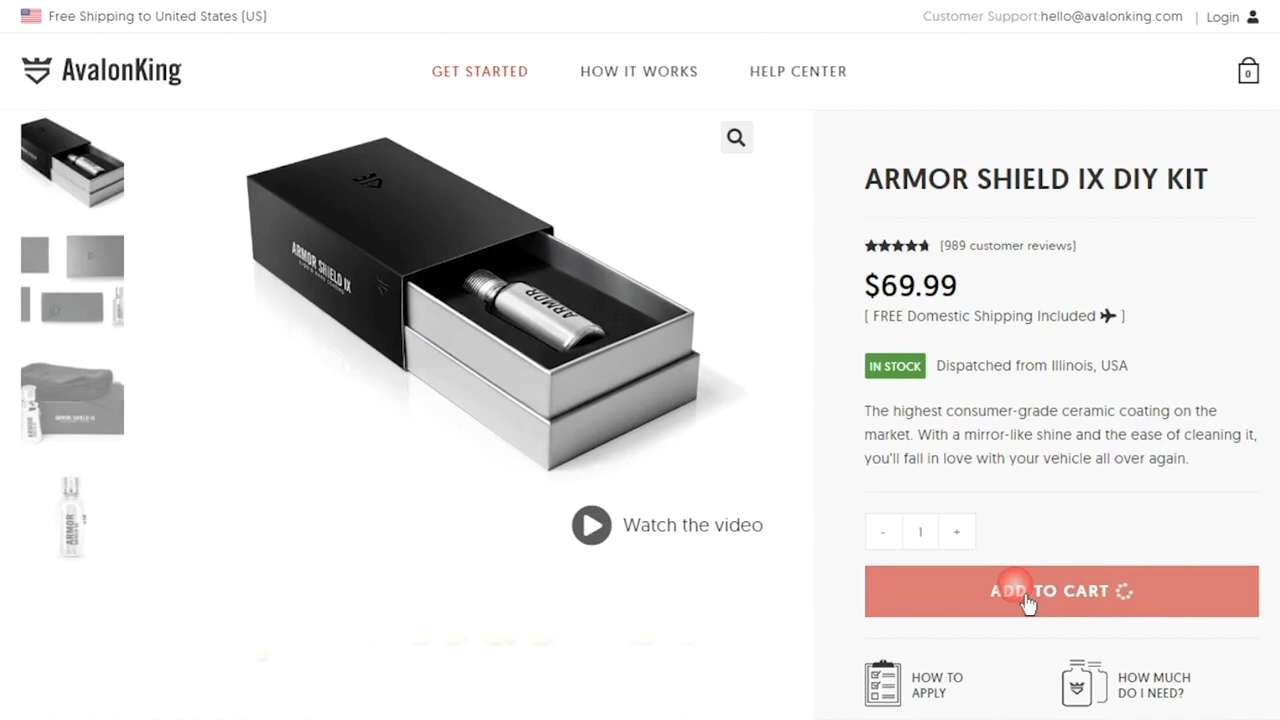 Free Shipping to United States (US)
Customer Support:hello@avalonking.com | Login
AvalonKing
GET STARTED
HOW IT WORKS
HELP CENTER
0
ARMOR SHIELD IX
ARMOR
ARMOR SHIELD IX DIY KIT
(989 customer reviews)
$69.99
[ FREE Domestic Shipping Included ]
IN STOCK
Dispatched from Illinois, USA
The highest consumer-grade ceramic coating on the
market. With a mirror-like shine and the ease of cleaning it,
you'll fall in love with your vehicle all over again.
Watch the video
- 1 +
ADD TO CART
HOW TO
APPLY
HOW MUCH
DO I NEED?